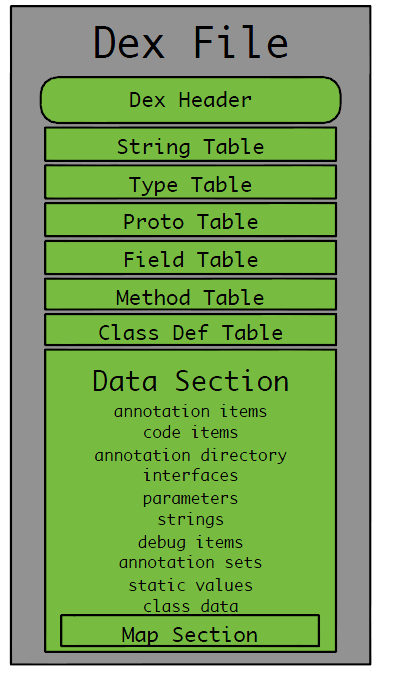 Dex File
Dex Header
String Table
Type Table
Proto Table
Field Table
Method Table
Class Def Table
Data Section
annotation items
code items
annotation directory
interfaces
parameters
strings
debug items
annotation sets
static values
class data
Map Section